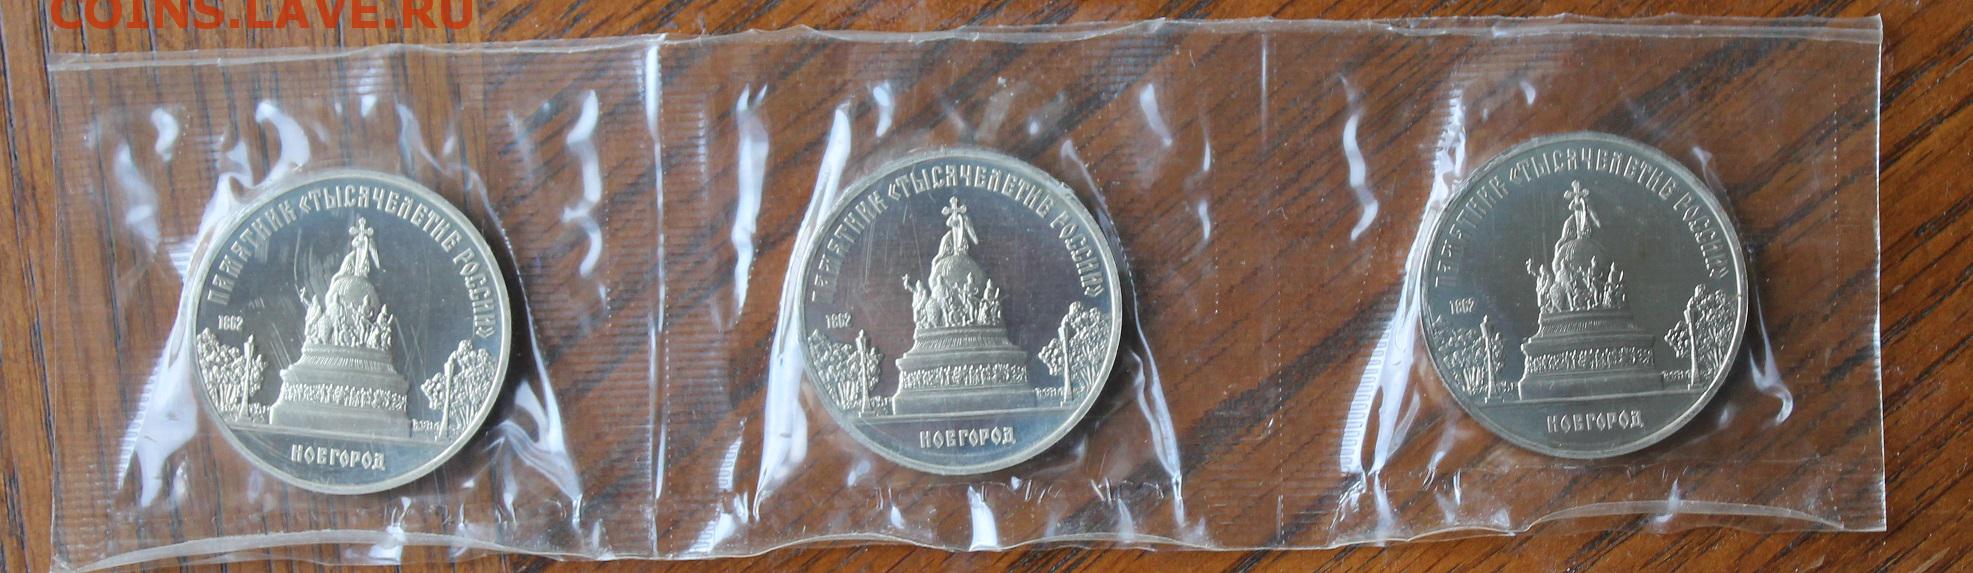 COINS.LAVE.RU
ПАМЯТНИК «ТЫСЯЧЕЛЕТИЕ РОССИИ»
1862
НОВГОРОД
ПАМЯТНИК «ТЫСЯЧЕЛЕТИЕ РОССИИ»
1862
НОВГОРОД
ПАМЯТНИК «ТЫСЯЧЕЛЕТИЕ РОССИИ»
1862
НОВГОРОД